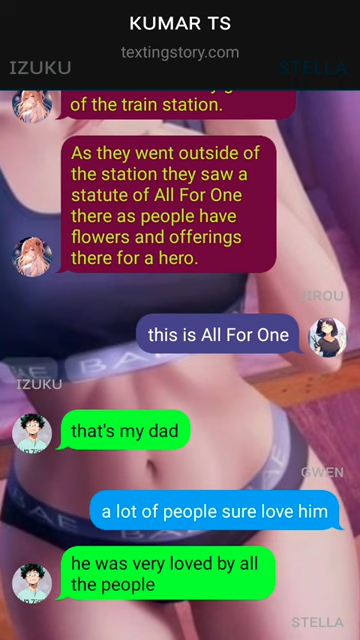 KUMAR TS
textingstory.com
IZUKU
STELLA
of the train station.
As they went outside of
the station they saw a
statute of All For One
there as people have
flowers and offerings
there for a hero.
JIROU
this is All For One
IZUKU
that's my dad
GWEN
a lot of people sure love him
he was very loved by all
the people
STELLA